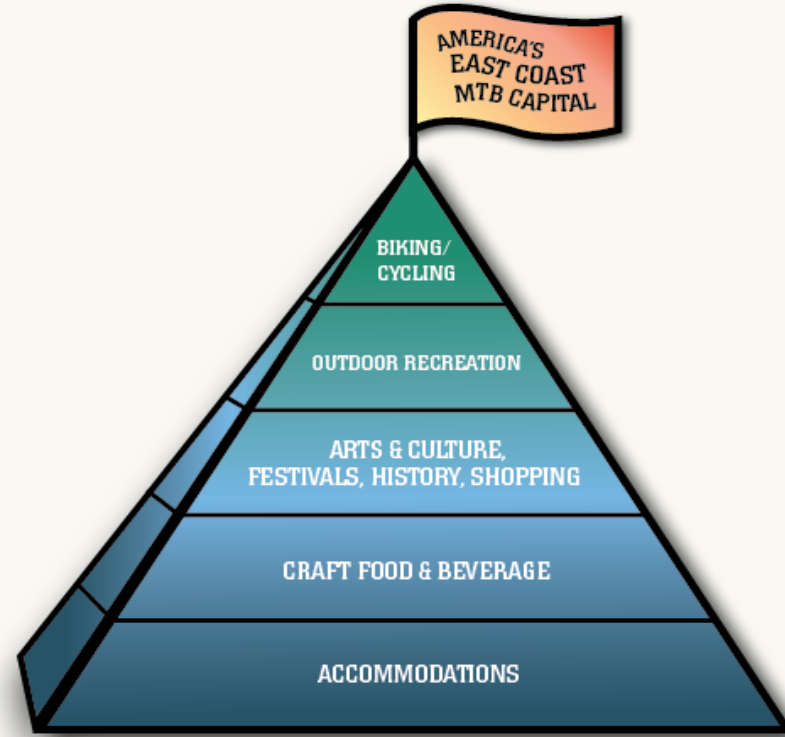 AMERICA'S
EAST COAST
MTB CAPITAL
BIKING/
CYCLING
OUTDOOR RECREATION
ARTS & CULTURE,
FESTIVALS, HISTORY, SHOPPING
CRAFT FOOD & BEVERAGE
ACCOMMODATIONS